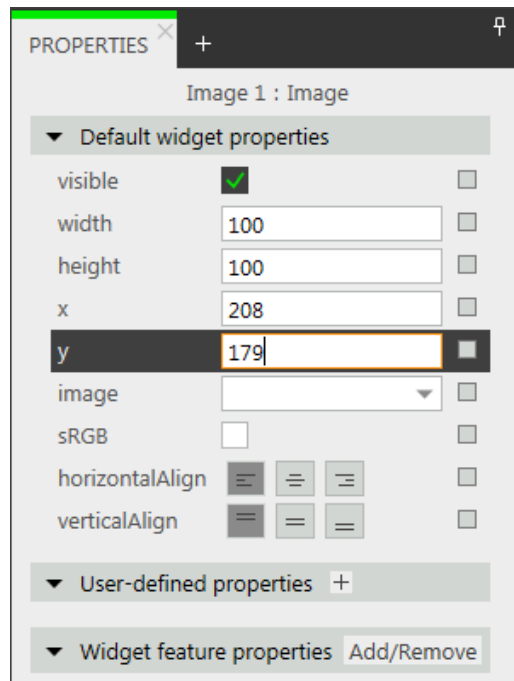 PROPERTIES +
Image 1 : Image
Default widget properties
visible
width 100
height 100
x 208
y 179
image
sRGB
horizontalAlign
verticalAlign
User-defined properties +
Widget feature properties Add/Remove